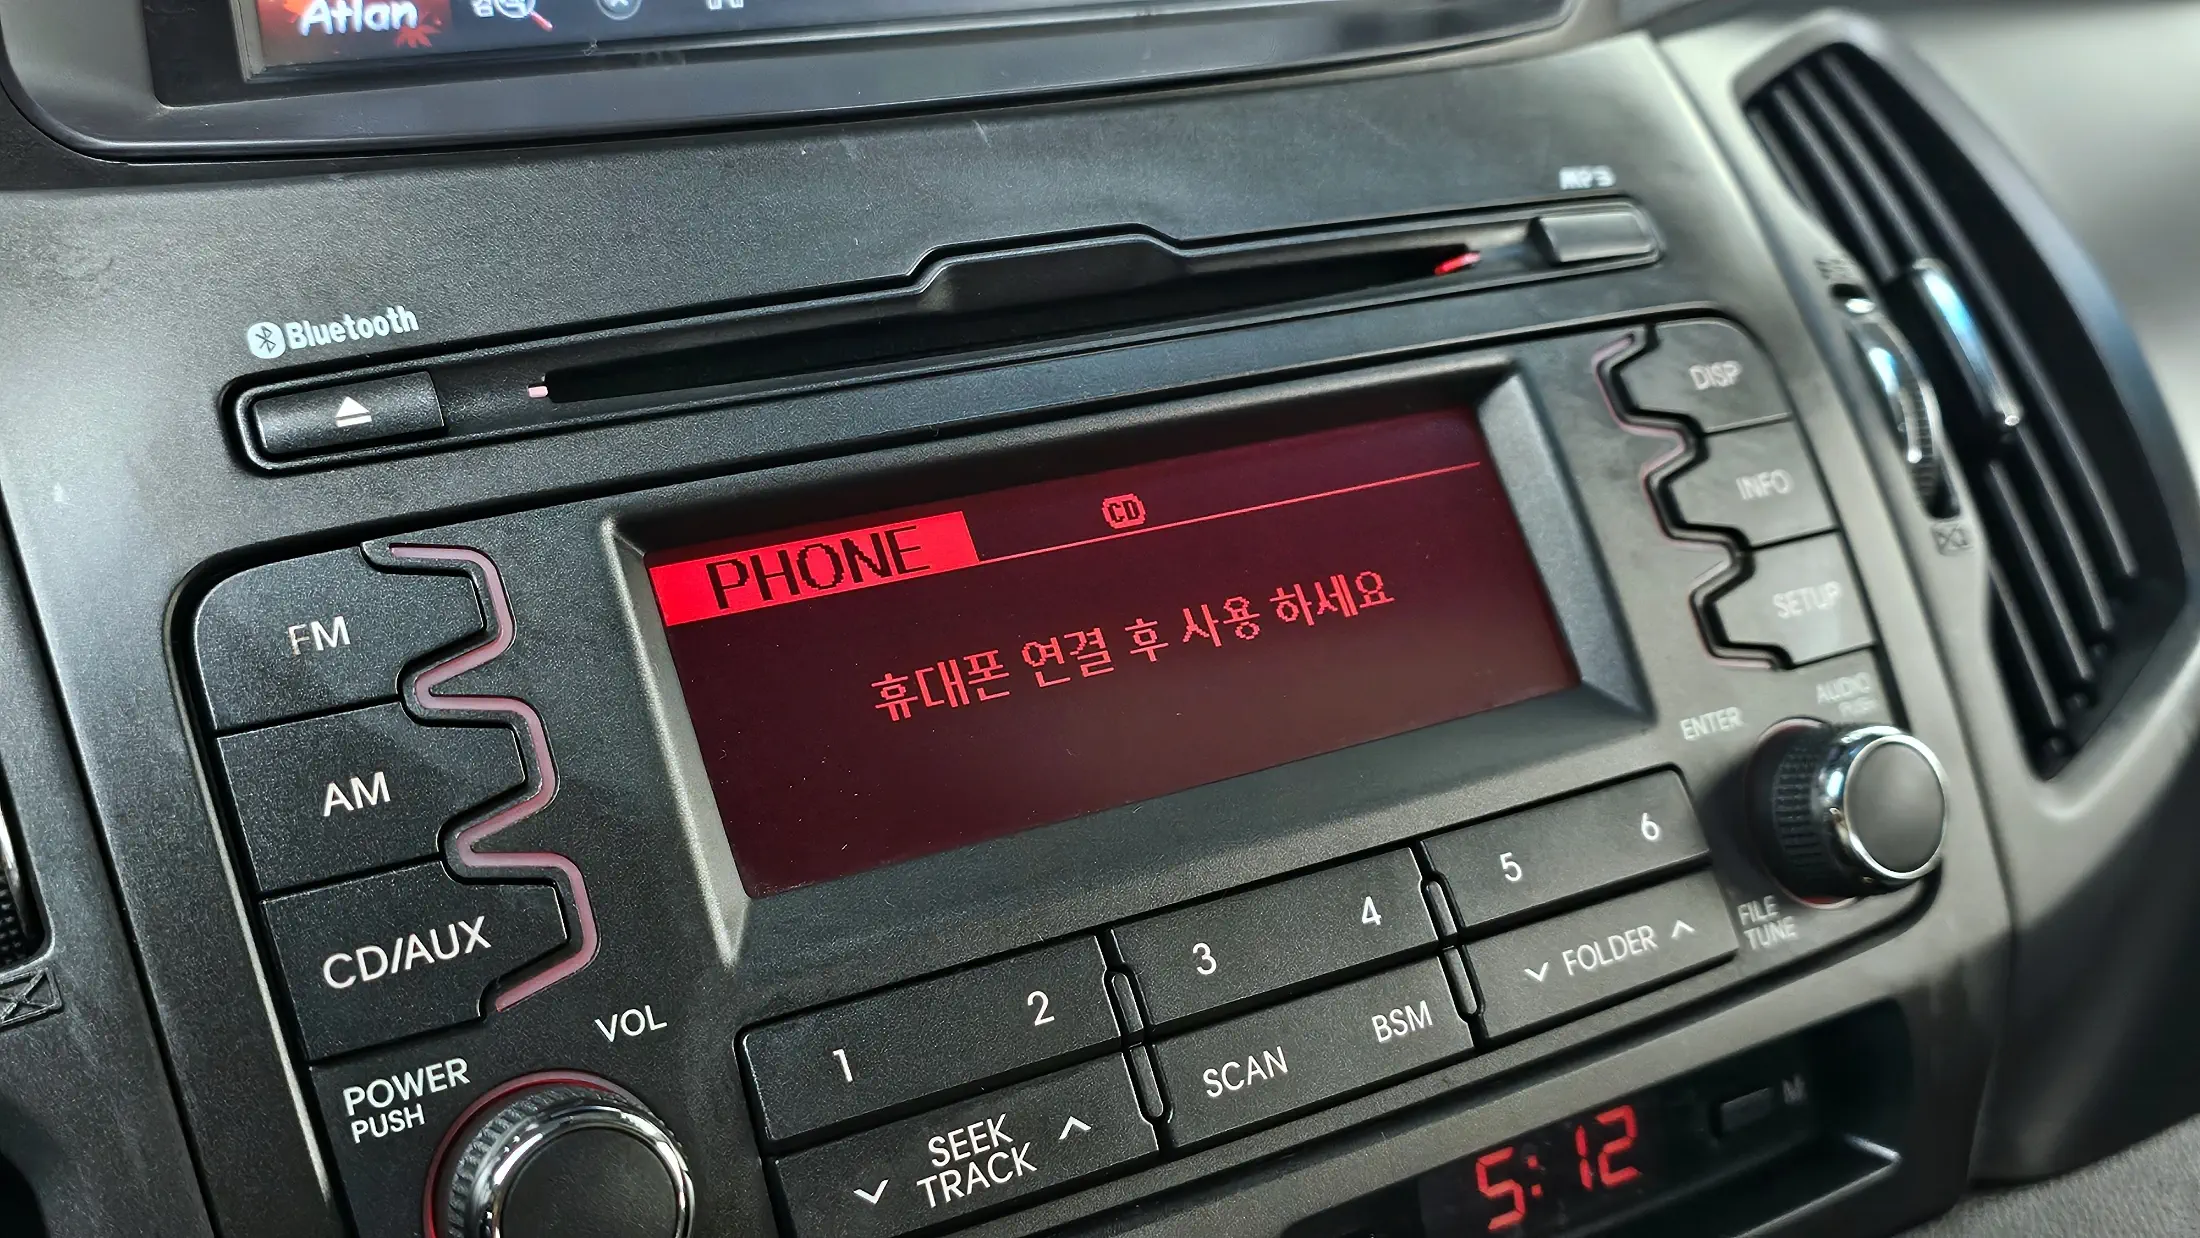 Atlan
MP3
Bluetooth
DISP
INFO
SETUP
CD
PHONE
휴대폰 연결 후 사용 하세요
FM
AM
CD/AUX
AUDIO
PUSH
ENTER
FILE
TUNE
VOL
POWER
PUSH
1 2 3 4 5 6
SEEK
TRACK
SCAN BSM
FOLDER
5:12
M